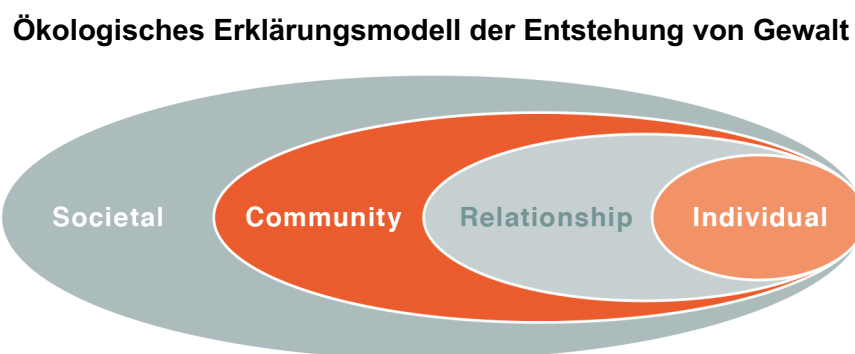 Ökologisches Erklärungsmodell der Entstehung von Gewalt
Societal Community Relationship Individual